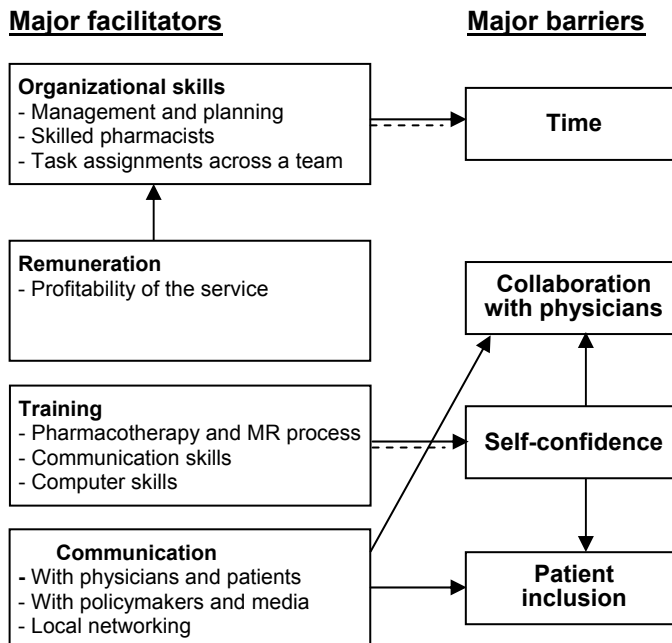 Major facilitators
Major barriers
Organizational skills
- Management and planning
- Skilled pharmacists
- Task assignments across a team
Time
Remuneration
- Profitability of the service
Collaboration
with physicians
Training
- Pharmacotherapy and MR process
- Communication skills
- Computer skills
Self-confidence
Communication
- With physicians and patients
- With policymakers and media
- Local networking
Patient
inclusion